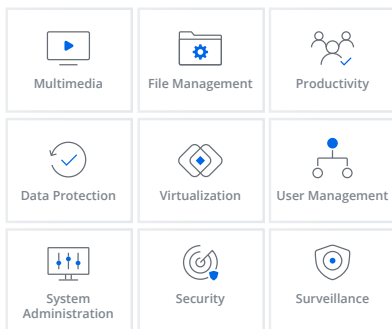 Multimedia
File Management
Productivity
Data Protection
Virtualization
User Management
System
Administration
Security
Surveillance